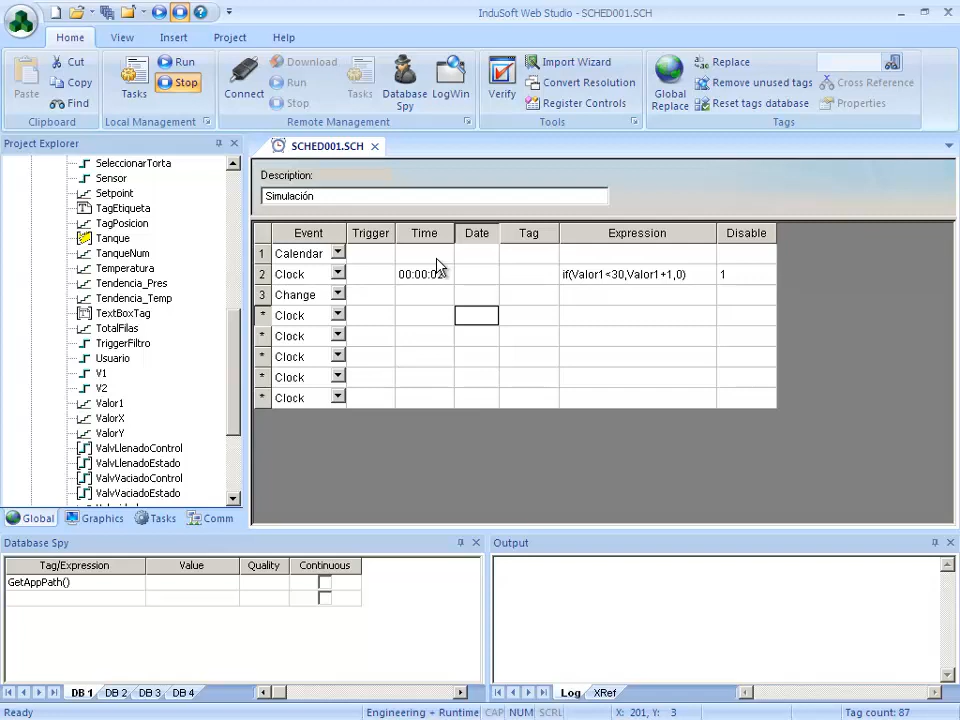 InduSoft Web Studio - SCHED001.SCH
Home View Insert Project Help
Paste Cut Copy Find Clipboard
Tasks Run Stop Local Management
Connect Download Run Stop Tasks Database Spy LogWin Remote Management
Verify Import Wizard Convert Resolution Register Controls Tools
Global Replace Replace Remove unused tags Reset tags database Cross Reference Properties Tags
Project Explorer
SCHED001.SCH
SeleccionarTorta
Sensor
Setpoint
TagEtiqueta
TagPosicion
Tanque
TanqueNum
Temperatura
Tendencia_Pres
Tendencia_Temp
TextBoxTag
TotalFilas
TriggerFiltro
Usuario
V1
V2
Valor1
ValorX
ValorY
ValvLlenadoControl
ValvLlenadoEstado
ValvVaciadoControl
ValvVaciadoEstado
Global Graphics Tasks Comm
Description:
Simulación
Event Trigger Time Date Tag Expression Disable
1 Calendar
2 Clock 00:00:02 if(Valor1<30,Valor1+1,0) 1
3 Change
* Clock
* Clock
* Clock
* Clock
* Clock
Database Spy
Tag/Expression Value Quality Continuous
GetAppPath()
DB 1 DB 2 DB 3 DB 4
Output
Log XRef
Ready Engineering + Runtime CAP NUM SCRL X: 201, Y: 3 Tag count: 87